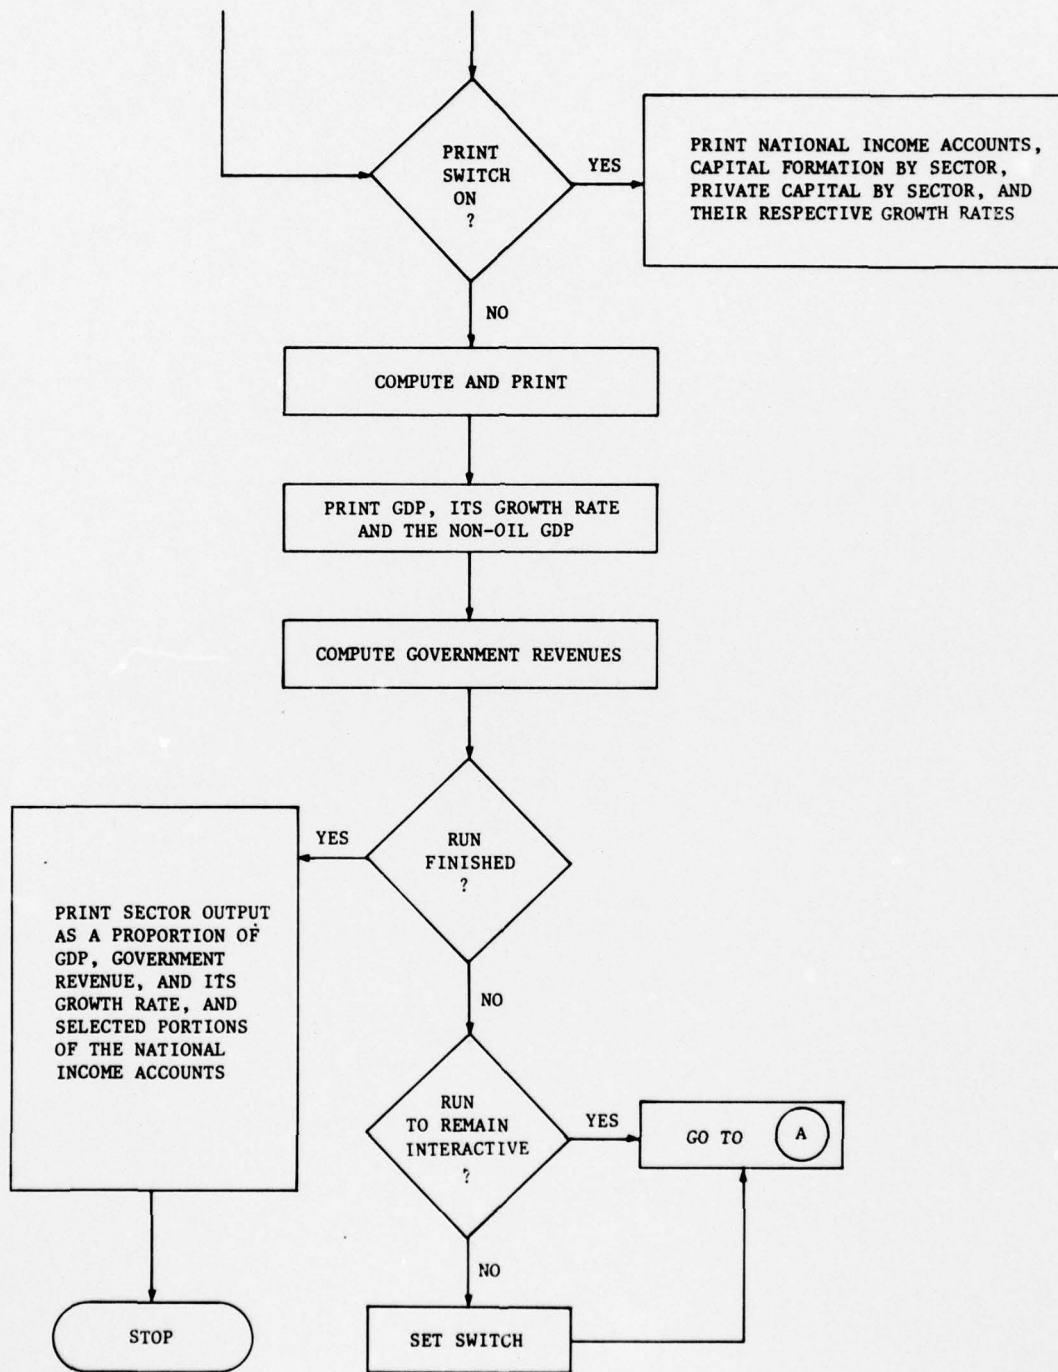 PRINT
SWITCH
ON
?
YES
PRINT NATIONAL INCOME ACCOUNTS,
CAPITAL FORMATION BY SECTOR,
PRIVATE CAPITAL BY SECTOR, AND
THEIR RESPECTIVE GROWTH RATES
NO
COMPUTE AND PRINT
PRINT GDP, ITS GROWTH RATE
AND THE NON-OIL GDP
COMPUTE GOVERNMENT REVENUES
RUN
FINISHED
?
YES
PRINT SECTOR OUTPUT
AS A PROPORTION OF
GDP, GOVERNMENT
REVENUE, AND ITS
GROWTH RATE, AND
SELECTED PORTIONS
OF THE NATIONAL
INCOME ACCOUNTS
STOP
NO
RUN
TO REMAIN
INTERACTIVE
?
YES
GO TO A
NO
SET SWITCH